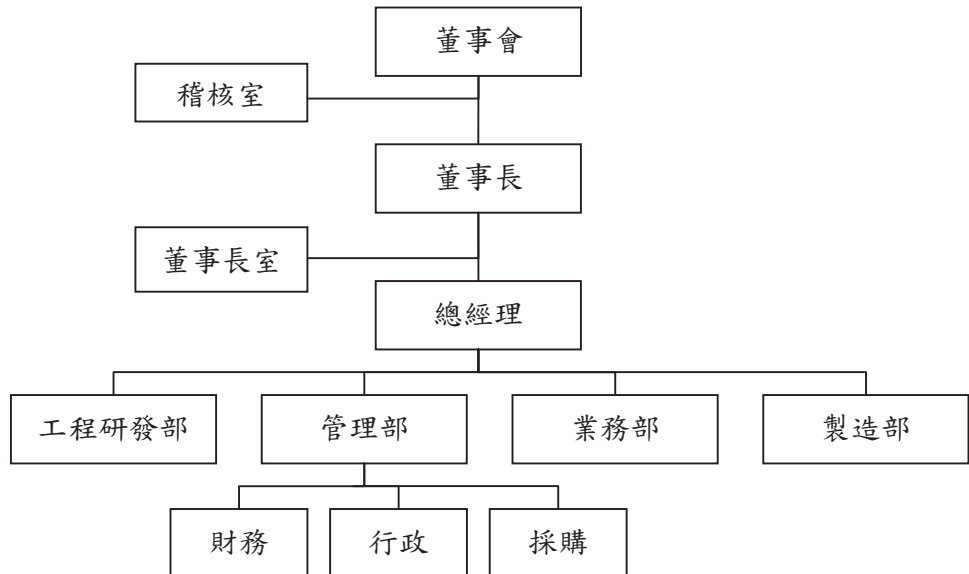 董事會
稽核室
董事長
董事長室
總經理
工程研發部
管理部
業務部
製造部
財務
行政
採購